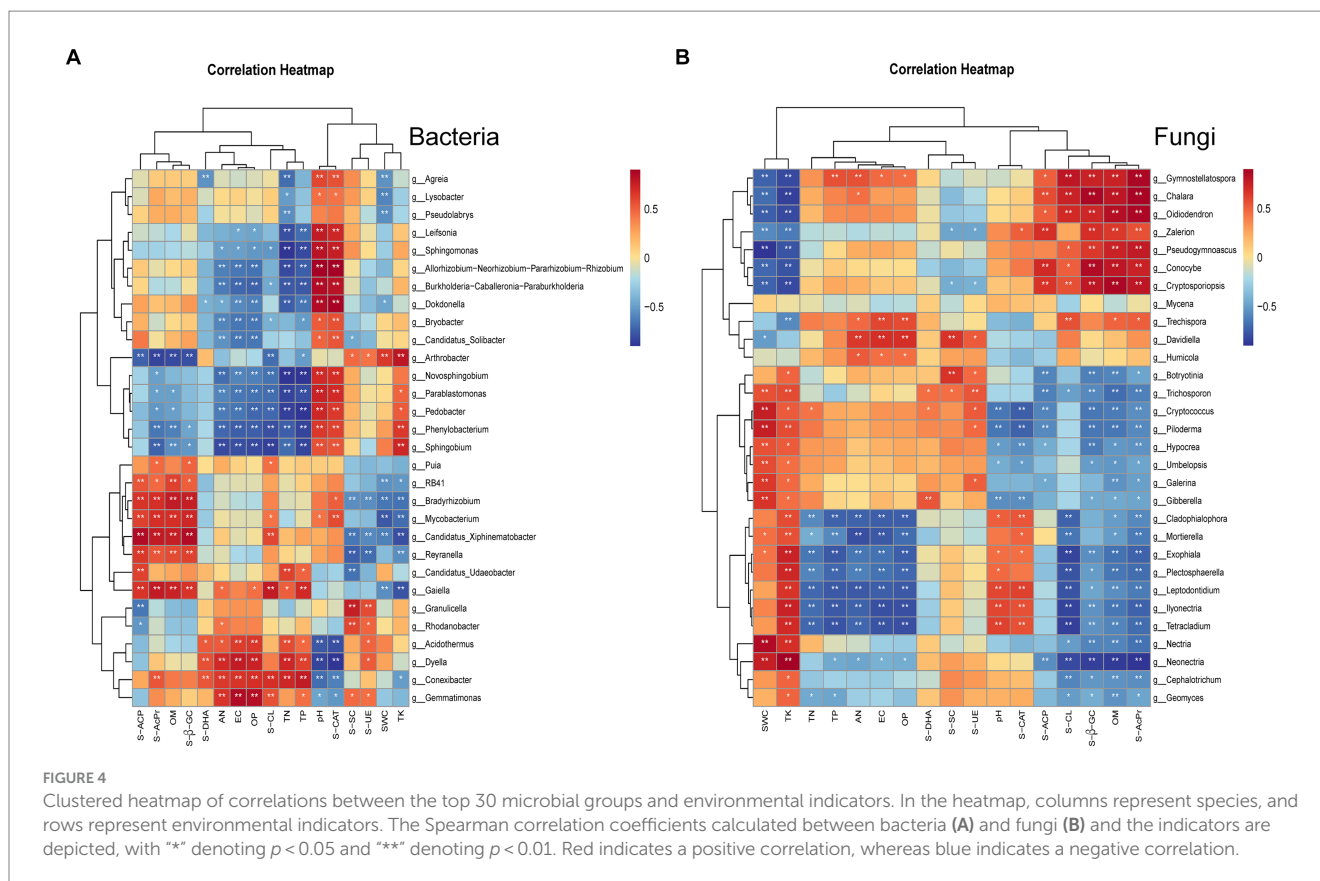 A
Correlation Heatmap
Bacteria
g__Agreia
g__Lysobacter
g__Pseudolabrys
g__Leifsonia
g__Sphingomonas
g__Allorhizobium−Neorhizobium−Pararhizobium−Rhizobium
g__Burkholderia−Caballeronia−Paraburkholderia
g__Dokdonella
g__Bryobacter
g__Candidatus_Solibacter
g__Arthrobacter
g__Novosphingobium
g__Parablastomonas
g__Pedobacter
g__Phenylobacterium
g__Sphingobium
g__Puia
g__RB41
g__Bradyrhizobium
g__Mycobacterium
g__Candidatus_Xiphinematobacter
g__Reyranella
g__Candidatus_Udaeobacter
g__Gaiella
g__Granulicella
g__Rhodanobacter
g__Acidothermus
g__Dyella
g__Conexibacter
g__Gemmatimonas
S−ACP
S−AcPr
OM
S−β−GC
S−DHA
AN
EC
OP
S−CL
TN
TP
pH
S−CAT
S−SC
S−UE
SWC
TK
0.5
0
−0.5
B
Correlation Heatmap
Fungi
g__Gymnostellatospora
g__Chalara
g__Oidiodendron
g__Zalerion
g__Pseudogymnoascus
g__Conocybe
g__Cryptosporiopsis
g__Mycena
g__Trechispora
g__Davidiella
g__Humicola
g__Botryotinia
g__Trichosporon
g__Cryptococcus
g__Piloderma
g__Hypocrea
g__Umbelopsis
g__Galerina
g__Gibberella
g__Cladophialophora
g__Mortierella
g__Exophiala
g__Plectosphaerella
g__Leptodontidium
g__Ilyonectria
g__Tetracladium
g__Nectria
g__Neonectria
g__Cephalotrichum
g__Geomyces
SWC
TK
TN
TP
AN
EC
OP
S−DHA
S−SC
S−UE
pH
S−CAT
S−ACP
S−CL
S−β−GC
OM
S−AcPr
0.5
0
−0.5
FIGURE 4
Clustered heatmap of correlations between the top 30 microbial groups and environmental indicators. In the heatmap, columns represent species, and
rows represent environmental indicators. The Spearman correlation coefficients calculated between bacteria (A) and fungi (B) and the indicators are
depicted, with “*” denoting p < 0.05 and “**” denoting p < 0.01. Red indicates a positive correlation, whereas blue indicates a negative correlation.